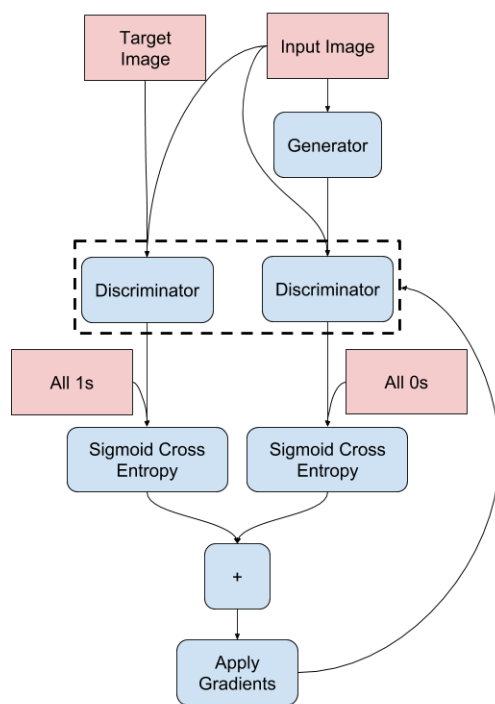 Target
Image
Input Image
Generator
Discriminator
Discriminator
All 1s
All 0s
Sigmoid Cross
Entropy
Sigmoid Cross
Entropy
+
Apply
Gradients